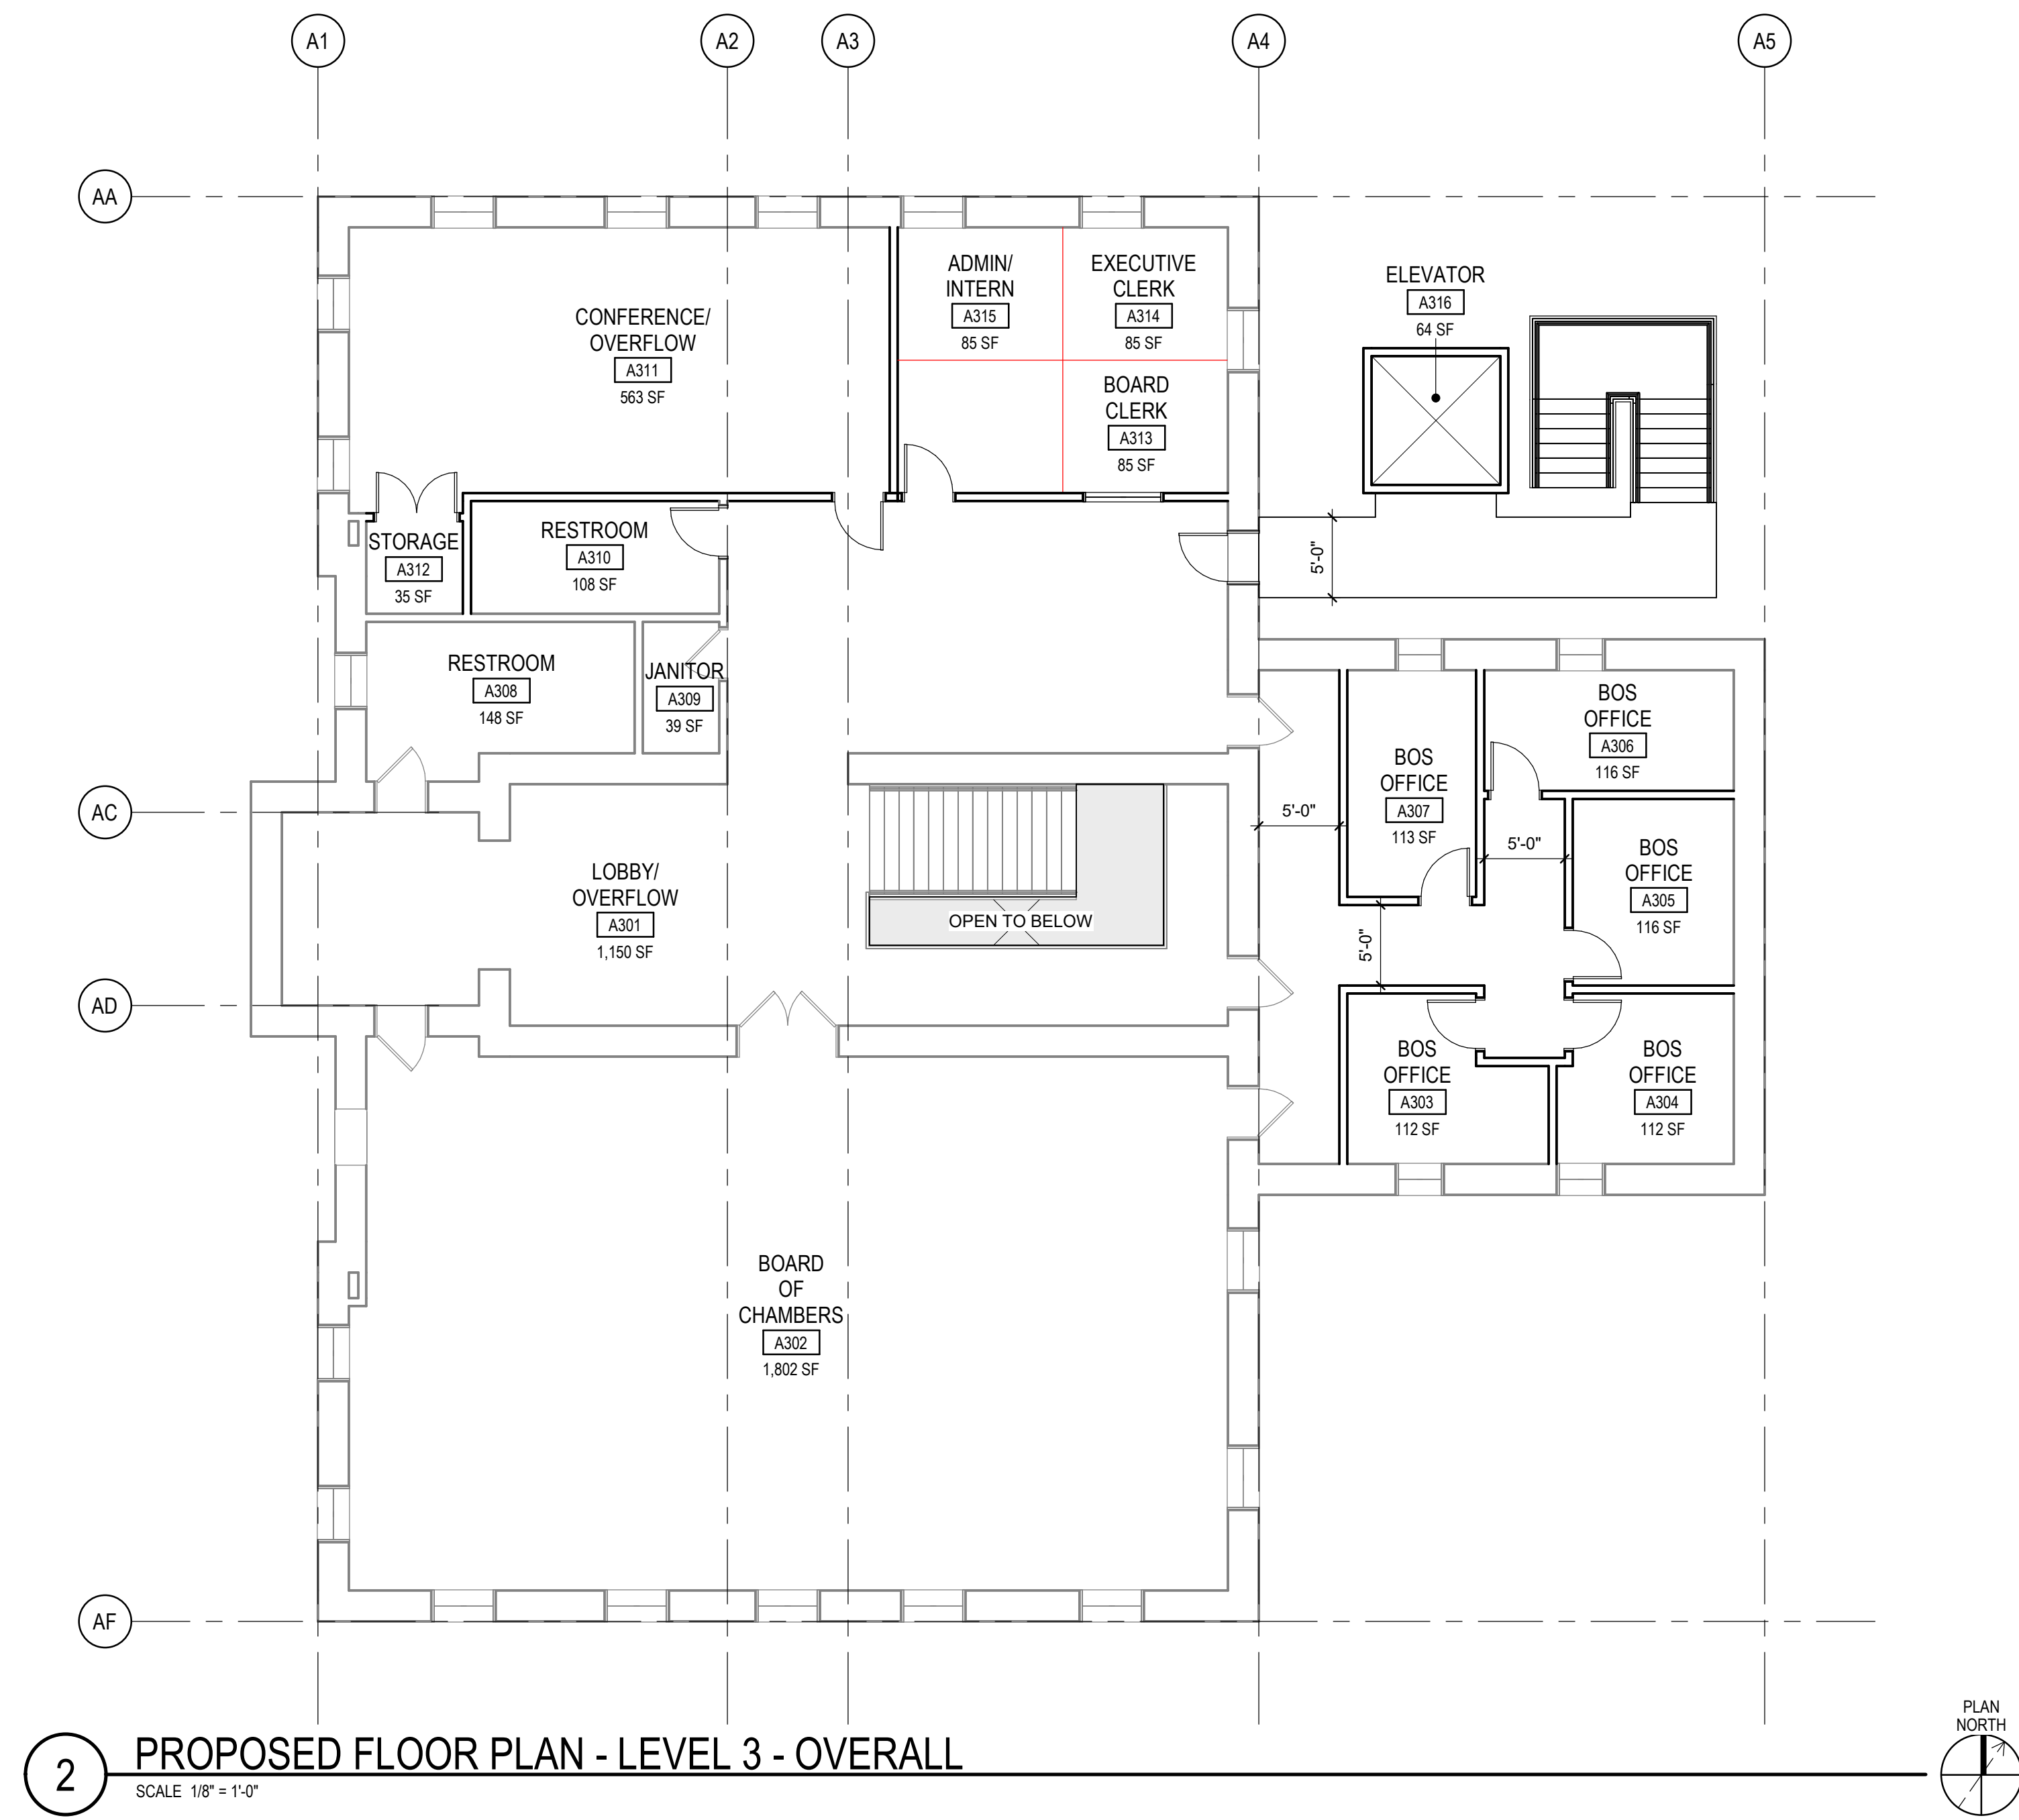 A1
A2
A3
A4
A5
AA
ADMIN/
INTERN
A315
85 SF
EXECUTIVE
CLERK
A314
85 SF
ELEVATOR
A316
64 SF
CONFERENCE/
OVERFLOW
A311
563 SF
BOARD
CLERK
A313
85 SF
STORAGE
A312
35 SF
RESTROOM
A310
108 SF
5'-0"
RESTROOM
A308
148 SF
JANITOR
A309
39 SF
BOS
OFFICE
A306
116 SF
BOS
OFFICE
A307
113 SF
AC
5'-0"
5'-0"
BOS
OFFICE
A305
116 SF
LOBBY/
OVERFLOW
A301
1,150 SF
OPEN TO BELOW
5'-0"
AD
BOS
OFFICE
A303
112 SF
BOS
OFFICE
A304
112 SF
BOARD
OF
CHAMBERS
A302
1,802 SF
AF
2
PROPOSED FLOOR PLAN - LEVEL 3 - OVERALL
SCALE 1/8" = 1'-0"
PLAN
NORTH